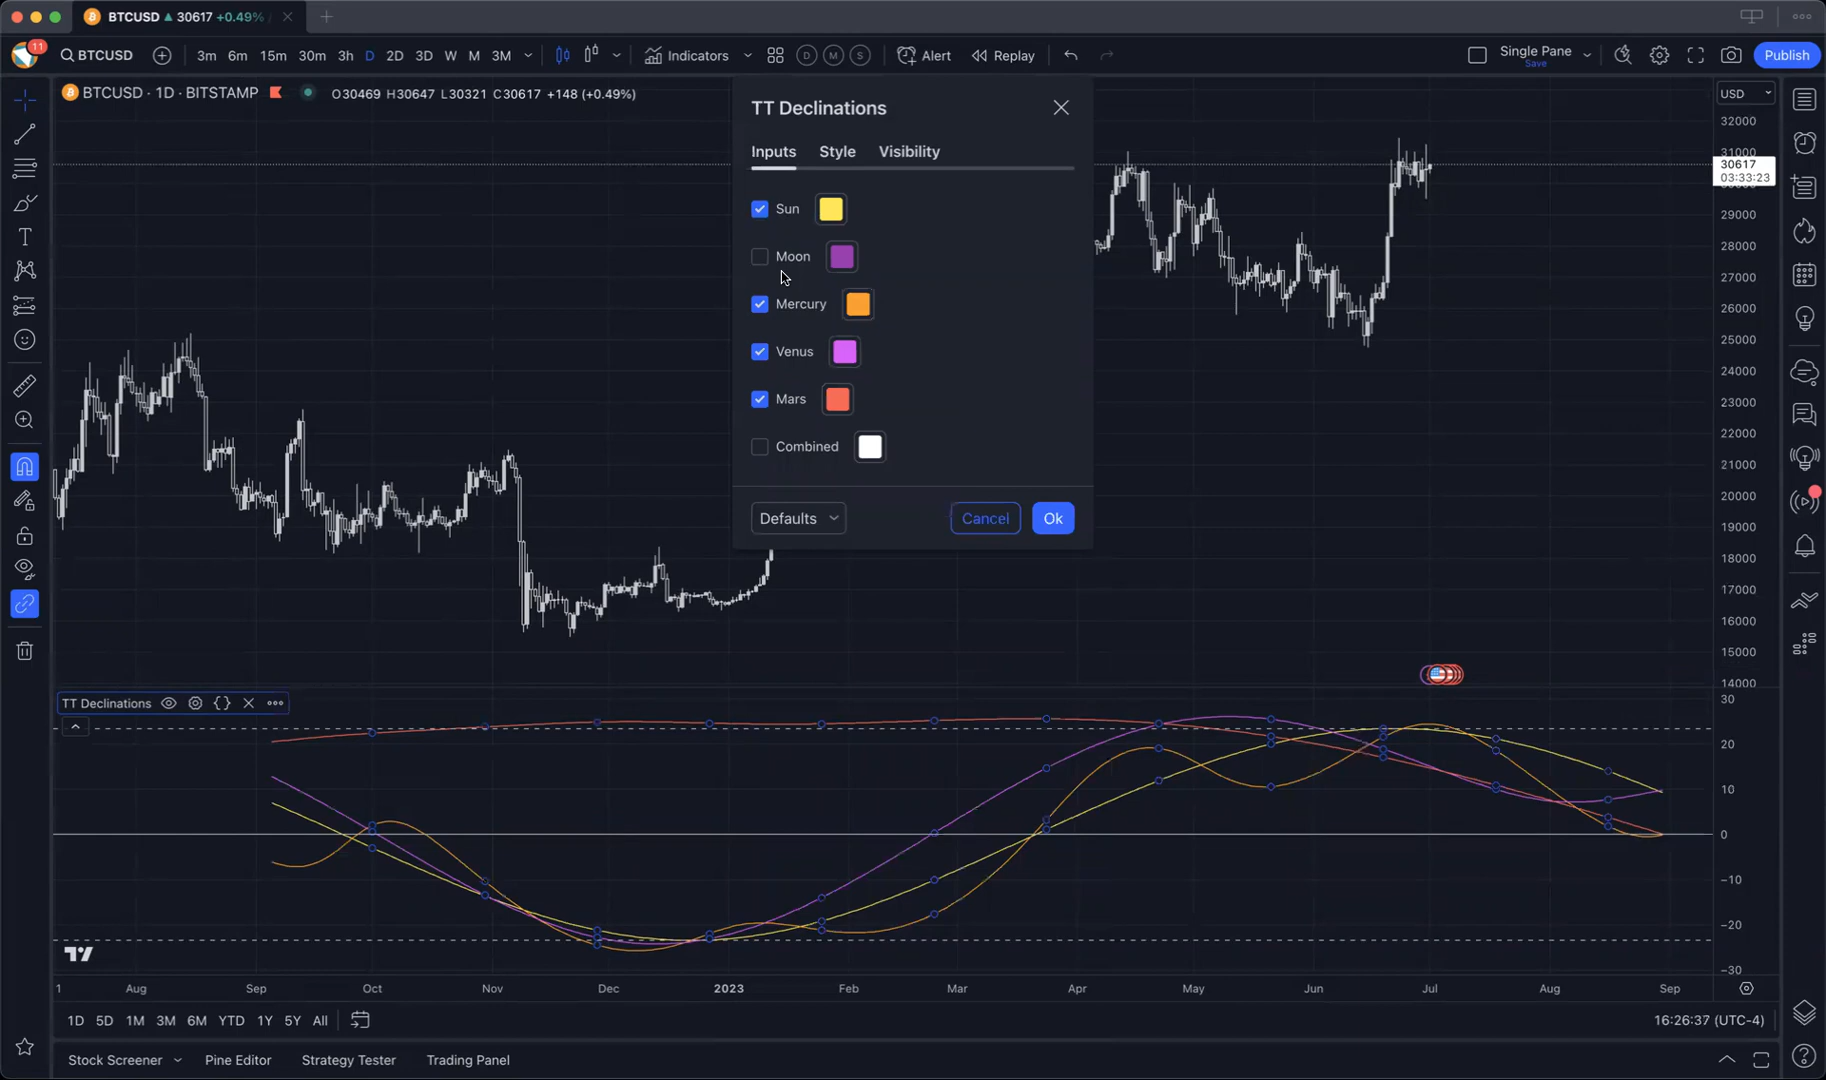 BTCUSD ▲ 30617 +0.49%
11
BTCUSD 3m 6m 15m 30m 3h D 2D 3D W M 3M Indicators D M S Alert Replay Single Pane Save Publish
BTCUSD · 1D · BITSTAMP O30469 H30647 L30321 C30617 +148 (+0.49%)
USD
TT Declinations
Inputs Style Visibility
Sun
Moon
Mercury
Venus
Mars
Combined
Defaults Cancel Ok
32000
31000
30617
03:33:23
29000
28000
27000
26000
25000
24000
23000
22000
21000
20000
19000
18000
17000
16000
15000
14000
TT Declinations
30
20
10
0
−10
−20
−30
1 Aug Sep Oct Nov Dec 2023 Feb Mar Apr May Jun Jul Aug Sep
1D 5D 1M 3M 6M YTD 1Y 5Y All 16:26:37 (UTC-4)
Stock Screener Pine Editor Strategy Tester Trading Panel